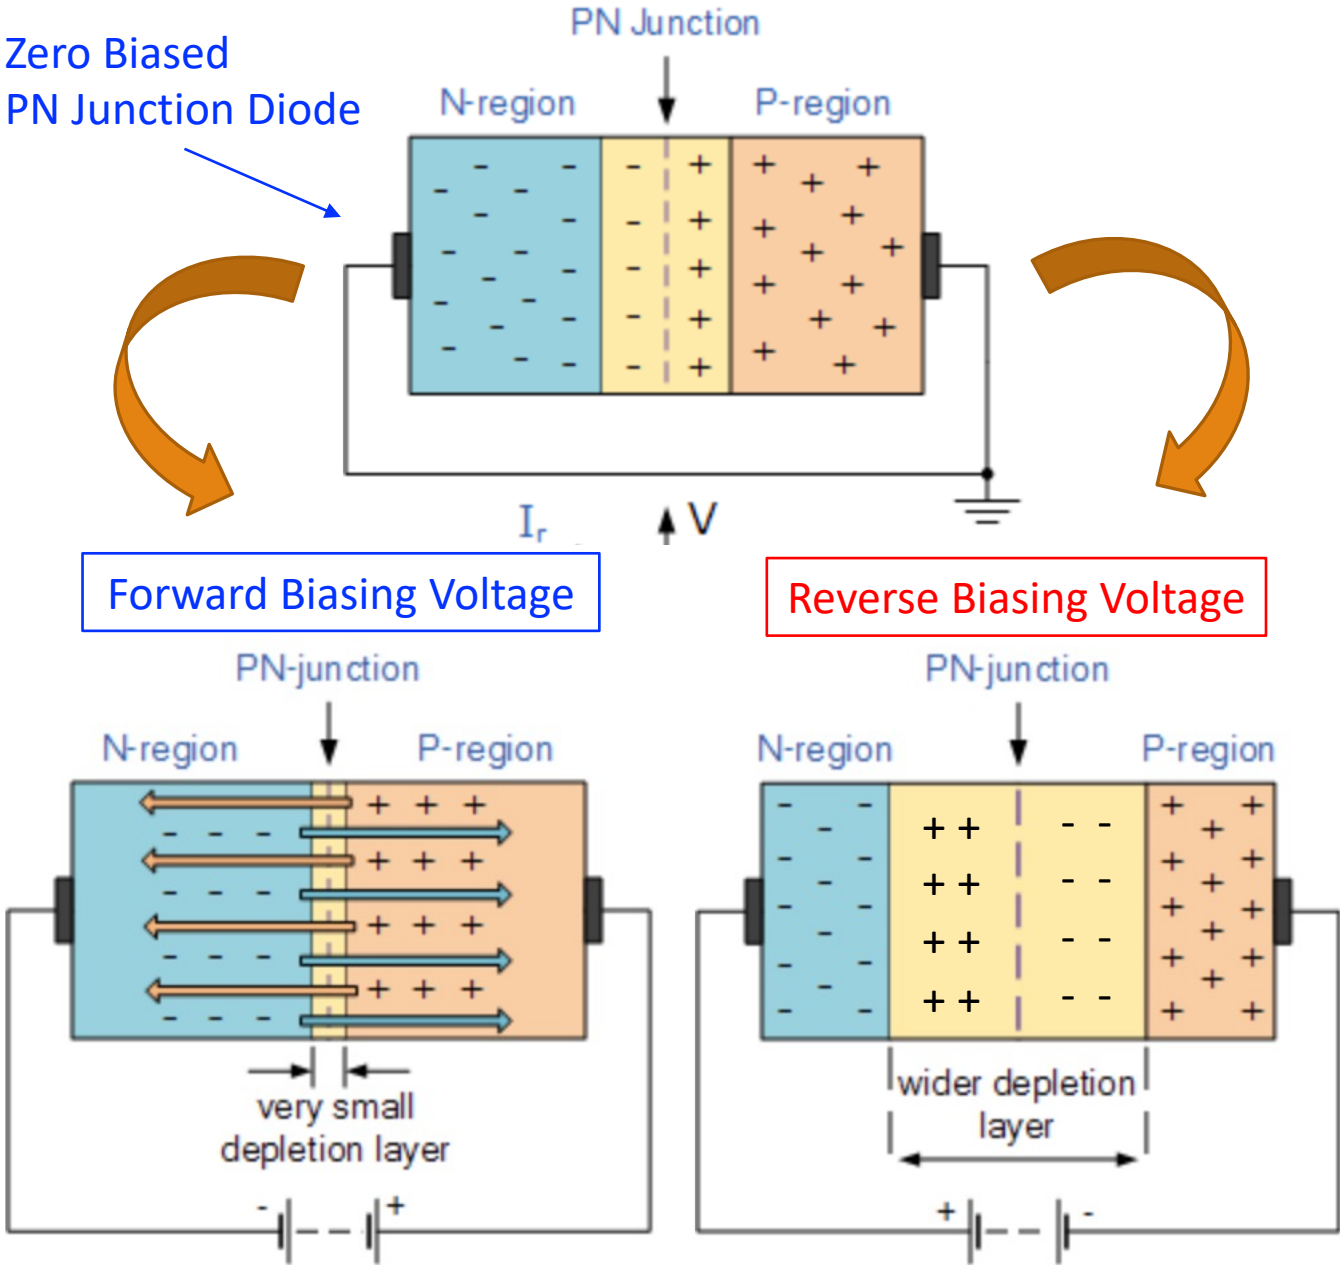 PN Junction
Zero Biased
PN Junction Diode
N-region
P-region
Iᵣ
V
Forward Biasing Voltage
Reverse Biasing Voltage
PN-junction
N-region
P-region
very small
depletion layer
- +
PN-junction
N-region
P-region
wider depletion
layer
+ -